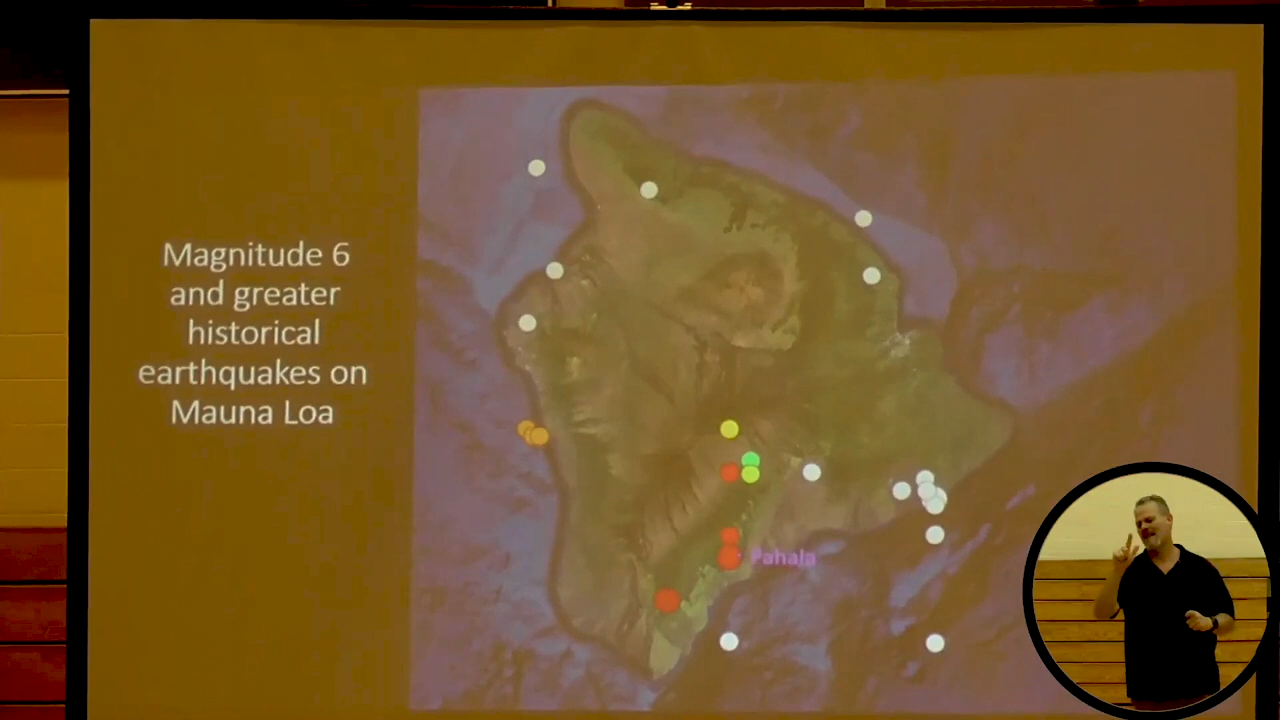 Magnitude 6
and greater
historical
earthquakes on
Mauna Loa
Pahala